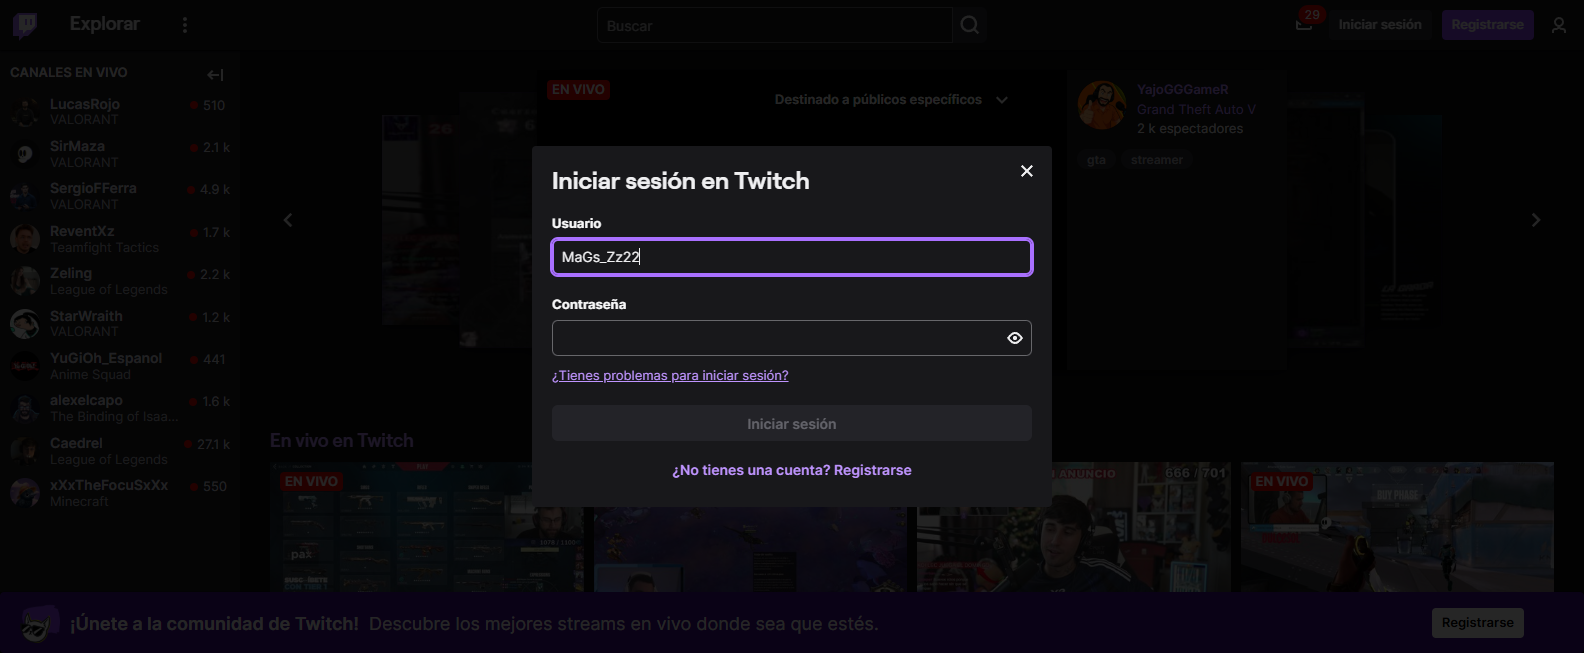 Explorar
Buscar
29
Iniciar sesión
Registrarse
CANALES EN VIVO
LucasRojo
510
VALORANT
SirMaza
2.1 k
VALORANT
SergioFFerra
4.9 k
VALORANT
ReventXz
1.7 k
Teamfight Tactics
Zeling
2.2 k
League of Legends
StarWraith
1.2 k
VALORANT
YuGiOh_Espanol
441
Anime Squad
alexelcapo
1.6 k
The Binding of Isaa...
Caedrel
27.1 k
League of Legends
xXxTheFocuSxXx
550
Minecraft
EN VIVO
Destinado a públicos específicos
YajoGGGameR
Grand Theft Auto V
2 k espectadores
gta
streamer
Iniciar sesión en Twitch
Usuario
MaGs_Zz22
Contraseña
¿Tienes problemas para iniciar sesión?
Iniciar sesión
¿No tienes una cuenta? Registrarse
En vivo en Twitch
EN VIVO
ANUNCIO
666 / 701
EN VIVO
BUY PHASE
¡Únete a la comunidad de Twitch! Descubre los mejores streams en vivo donde sea que estés.
Registrarse